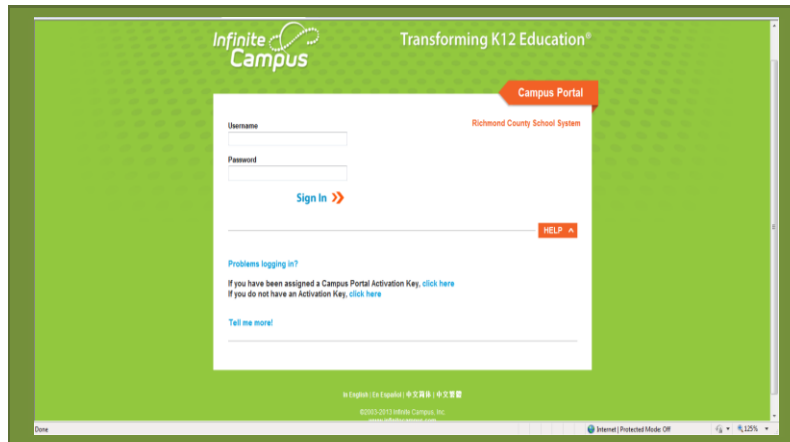 Infinite Campus
Transforming K12 Education®
Campus Portal
Richmond County School System
Username
Password
Sign In
HELP
Problems logging in?
If you have been assigned a Campus Portal Activation Key, click here
If you do not have an Activation Key, click here
Tell me more!
In English | En Español | 中文简体 | 中文繁體
©2003-2013 Infinite Campus, Inc.
www.infinitecampus.com
Done
Internet | Protected Mode: Off
125%